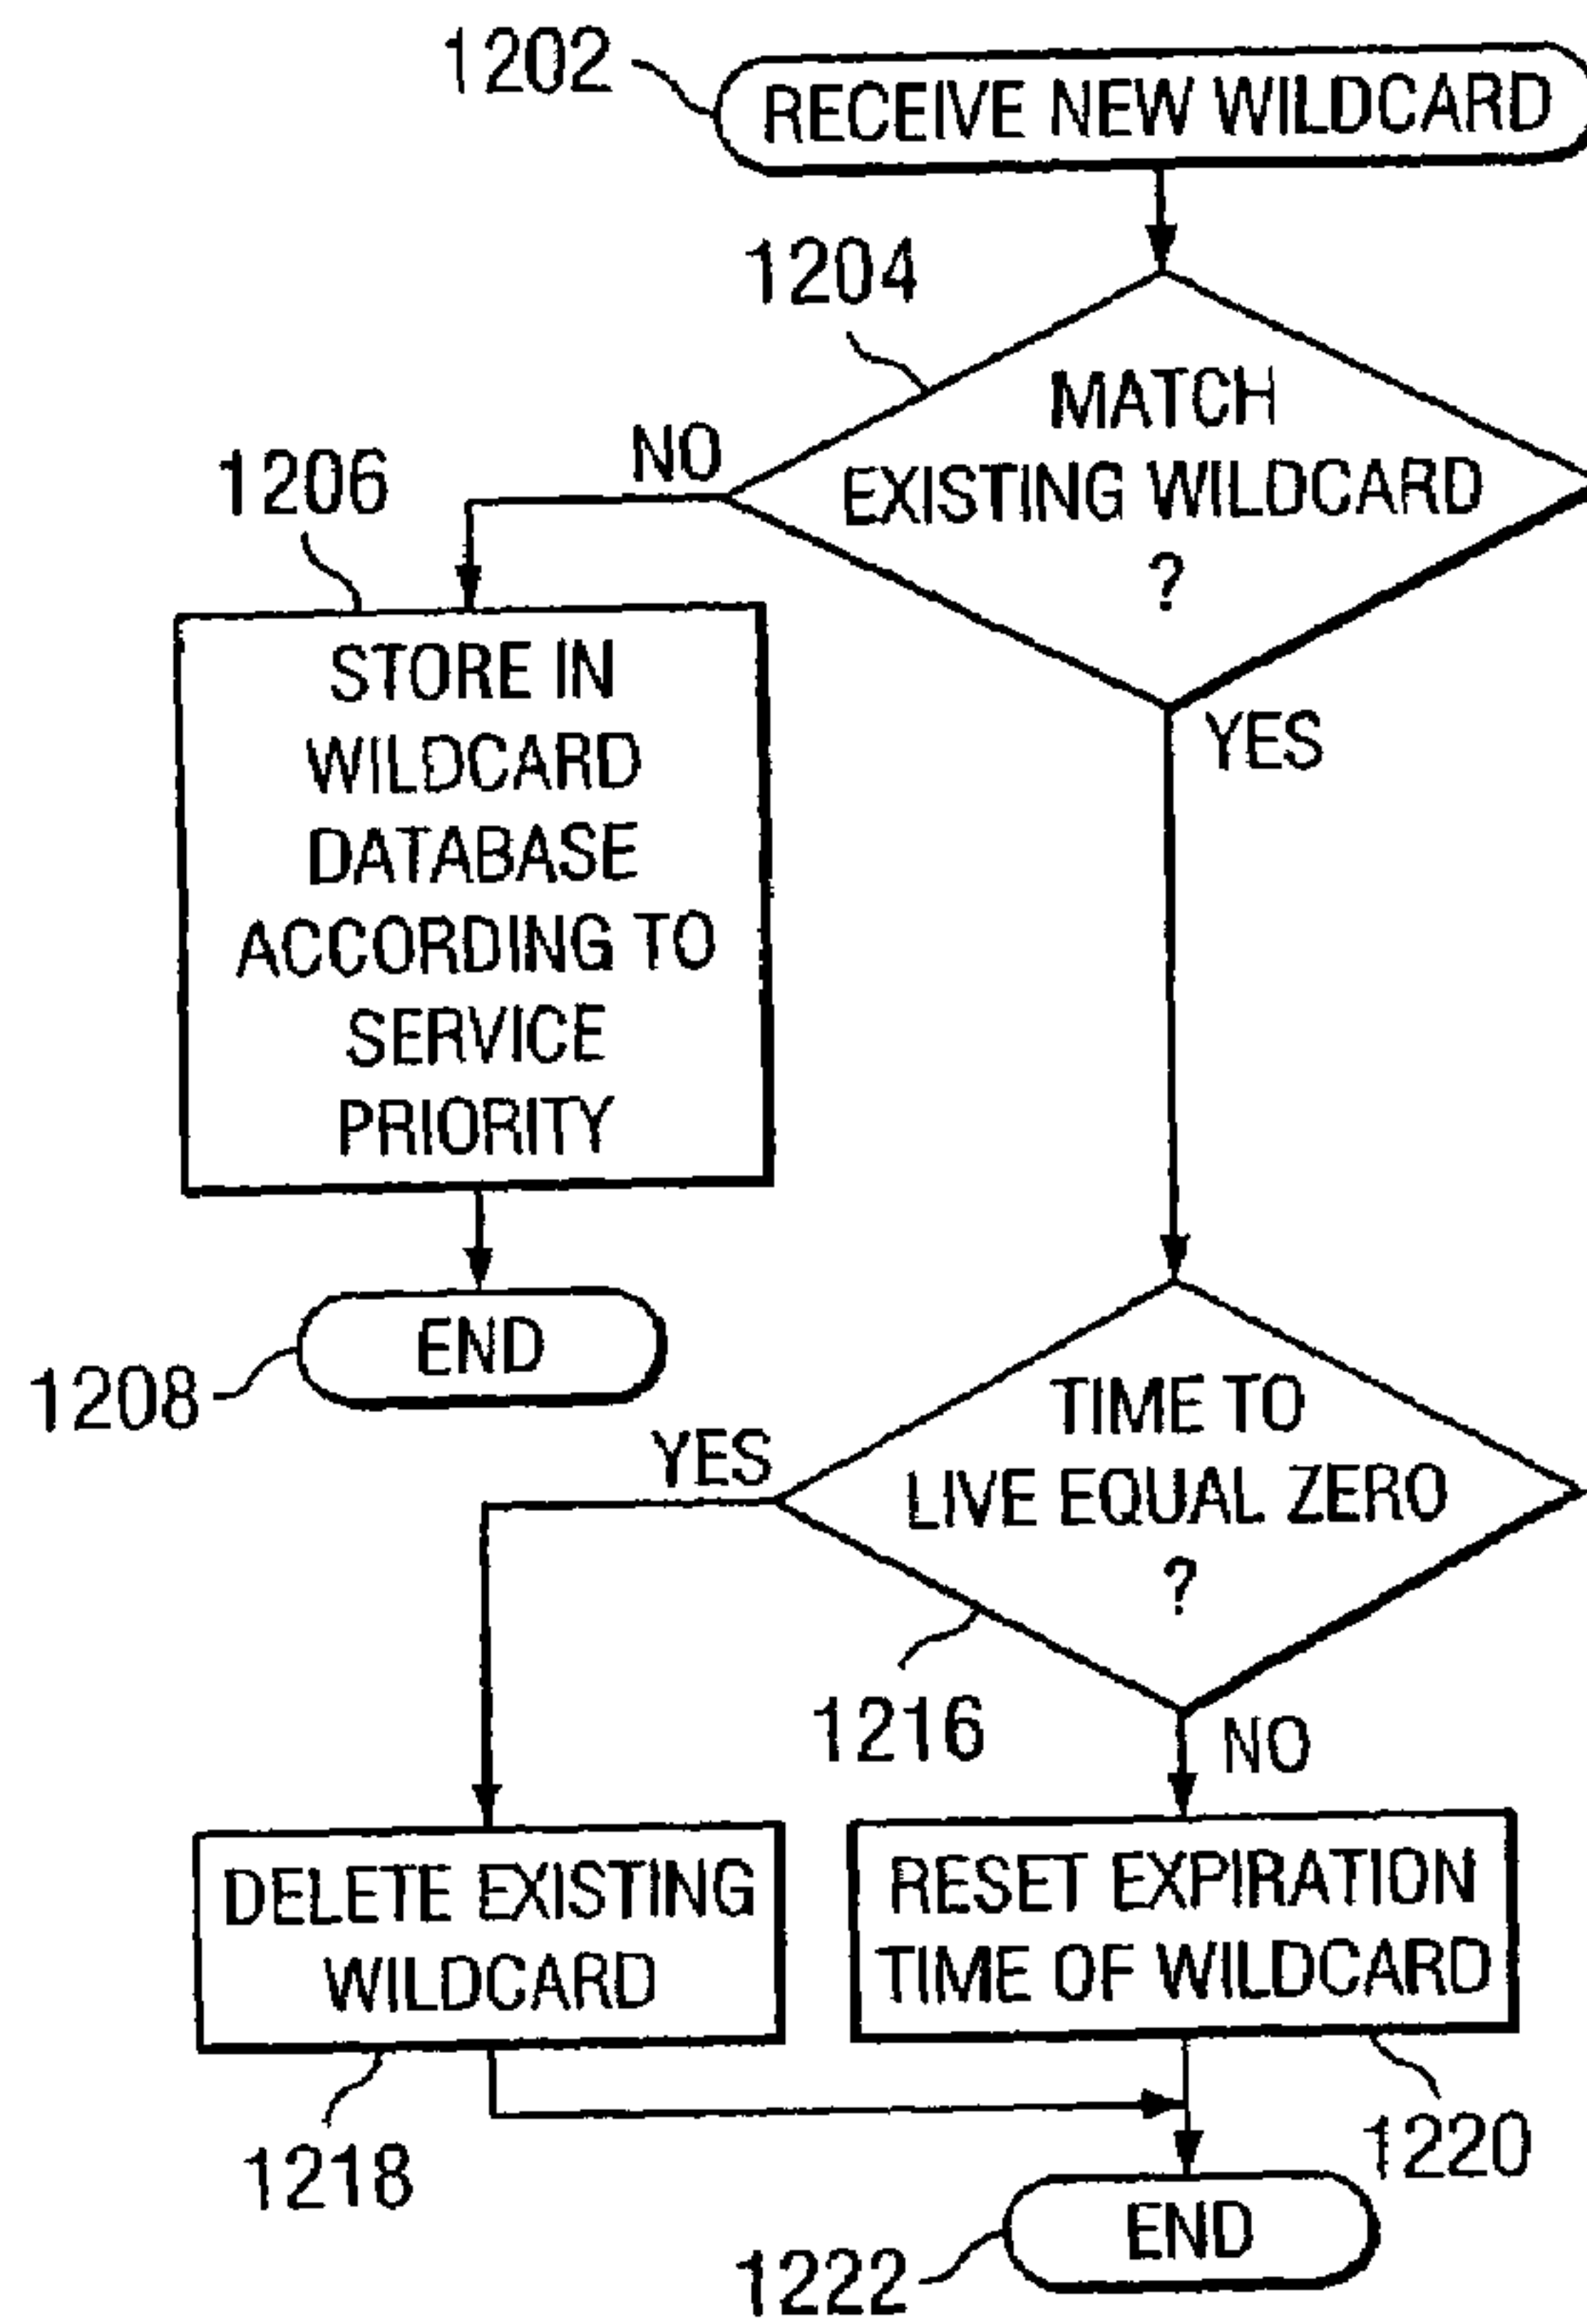 1202
RECEIVE NEW WILDCARD
1204
MATCH
EXISTING WILDCARD
?
NO
YES
1206
STORE IN
WILDCARD
DATABASE
ACCORDING TO
SERVICE
PRIORITY
END
1208
TIME TO
LIVE EQUAL ZERO
?
YES
1216
NO
DELETE EXISTING
WILDCARD
RESET EXPIRATION
TIME OF WILDCARD
1218
1220
END
1222